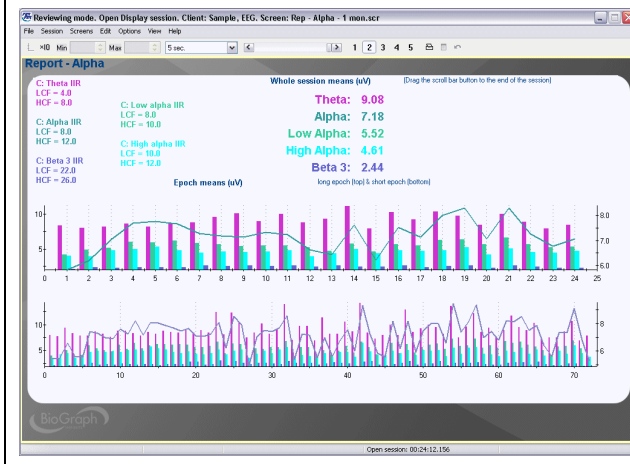 Reviewing mode. Open Display session. Client: Sample, EEG. Screen: Rep - Alpha - 1 mon.scr
File Session Screens Edit Options View Help
×10 Min Max 5 sec. 1 2 3 4 5
Report - Alpha
C: Theta IIR
LCF = 4.0
HCF = 8.0
C: Alpha IIR
LCF = 8.0
HCF = 12.0
C: Beta 3 IIR
LCF = 22.0
HCF = 26.0
C: Low alpha IIR
LCF = 8.0
HCF = 10.0
C: High alpha IIR
LCF = 10.0
HCF = 12.0
Whole session means (uV)
(Drag the scroll bar button to the end of the session)
Theta: 9.08
Alpha: 7.18
Low Alpha: 5.52
High Alpha: 4.61
Beta 3: 2.44
Epoch means (uV)
long epoch (top) & short epoch (bottom)
10
5
8.0
7.0
6.0
0 1 2 3 4 5 6 7 8 9 10 11 12 13 14 15 16 17 18 19 20 21 22 23 24 25
10
5
8
6
0 10 20 30 40 50 60 70
BioGraph
Open session: 00:24:12.156